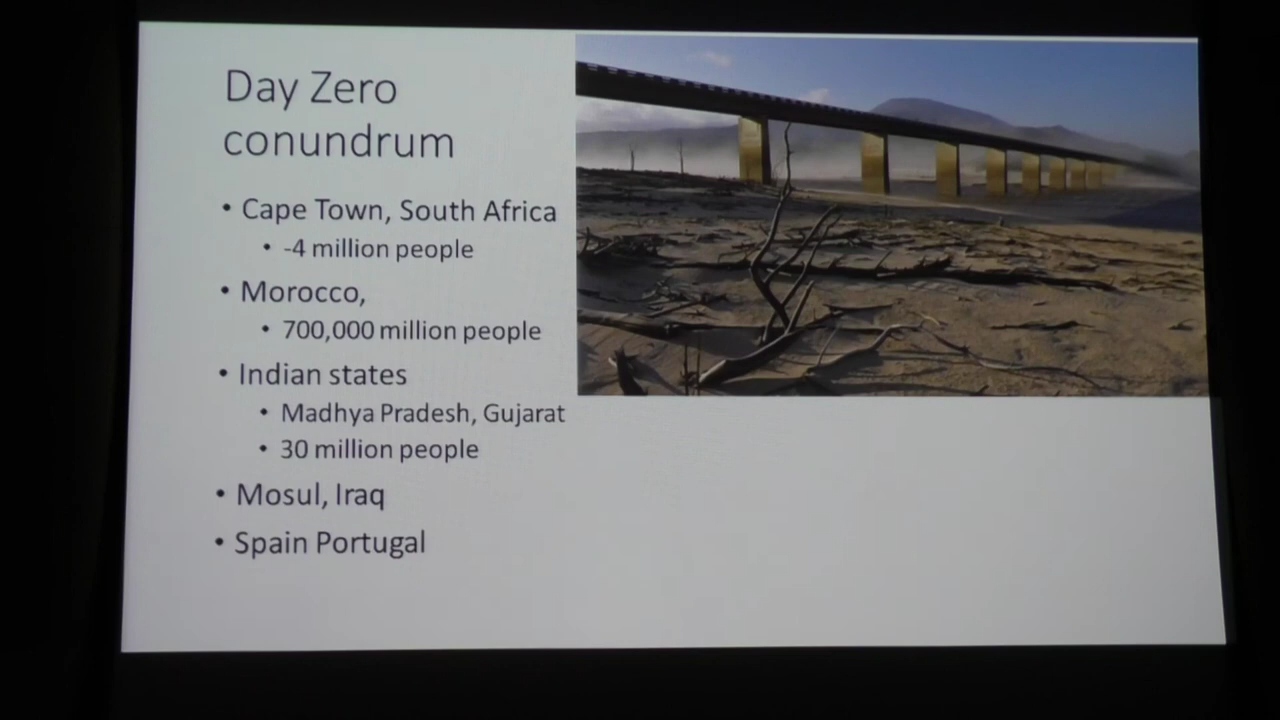 Day Zero
conundrum
• Cape Town, South Africa
• -4 million people
• Morocco,
• 700,000 million people
• Indian states
• Madhya Pradesh, Gujarat
• 30 million people
• Mosul, Iraq
• Spain Portugal